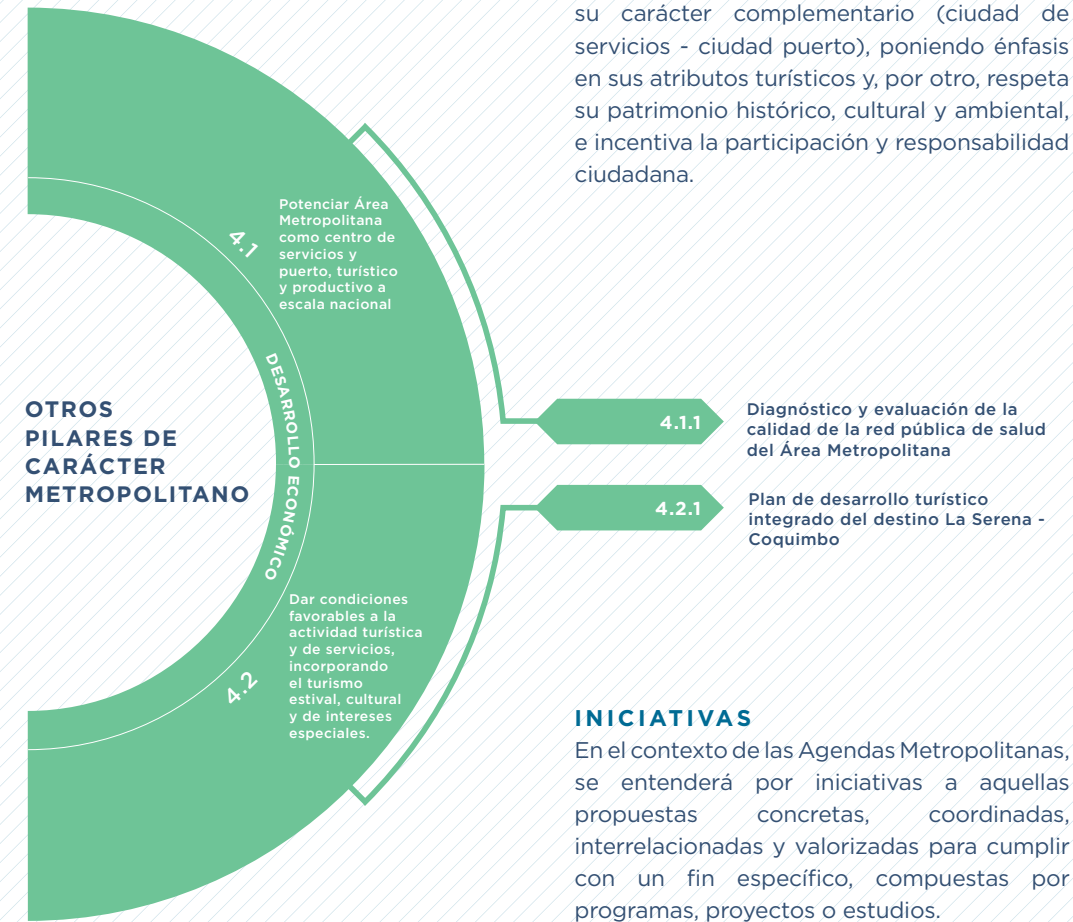 su carácter complementario (ciudad de
servicios - ciudad puerto), poniendo énfasis
en sus atributos turísticos y, por otro, respeta
su patrimonio histórico, cultural y ambiental,
e incentiva la participación y responsabilidad
ciudadana.
OTROS
PILARES DE
CARÁCTER
METROPOLITANO
DESARROLLO ECONÓMICO
4.1
Potenciar Área
Metropolitana
como centro de
servicios y
puerto, turístico
y productivo a
escala nacional
4.1.1
Diagnóstico y evaluación de la
calidad de la red pública de salud
del Área Metropolitana
4.2
Dar condiciones
favorables a la
actividad turística
y de servicios,
incorporando
el turismo
estival, cultural
y de intereses
especiales.
4.2.1
Plan de desarrollo turístico
integrado del destino La Serena -
Coquimbo
INICIATIVAS
En el contexto de las Agendas Metropolitanas,
se entenderá por iniciativas a aquellas
propuestas concretas, coordinadas,
interrelacionadas y valorizadas para cumplir
con un fin específico, compuestas por
programas, proyectos o estudios.